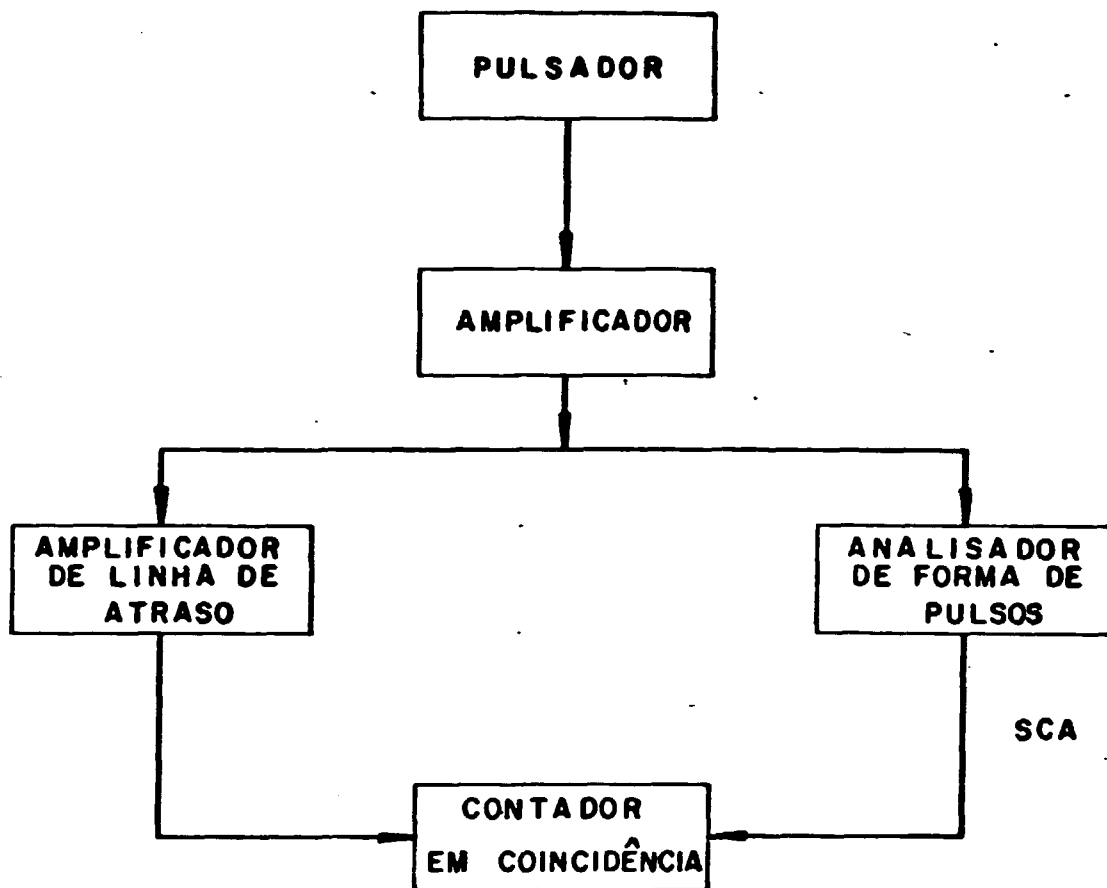 PULSADOR
AMPLIFICADOR
AMPLIFICADOR
DE LINHA DE
ATRASO
ANALISADOR
DE FORMA DE
PULSOS
SCA
CONTADOR
EM COINCIDÊNCIA